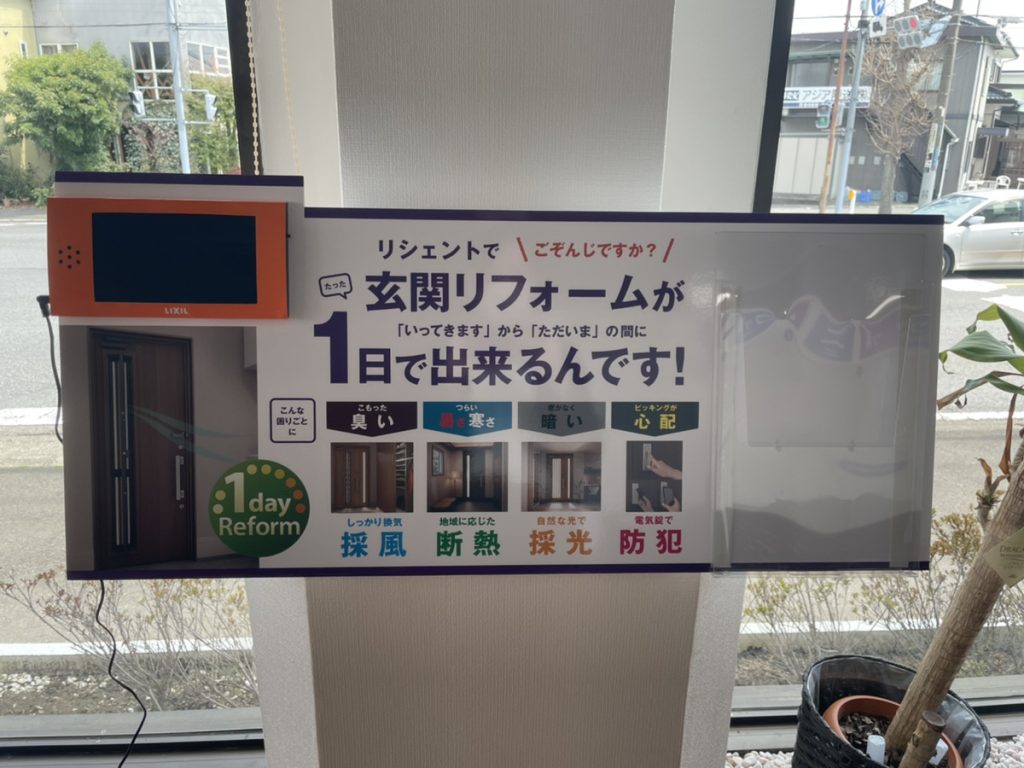 LIXIL
リシェントで
ごぞんじですか?
たった
玄関リフォームが
「いってきます」から「ただいま」の間に
1日で出来るんです!
こんな
困りごと
に
こもった
臭い
つらい
暑さ寒さ
暗い
ピッキングが
心配
1day
Reform
しっかり換気
採風
地域に応じた
断熱
自然な光で
採光
電気錠で
防犯